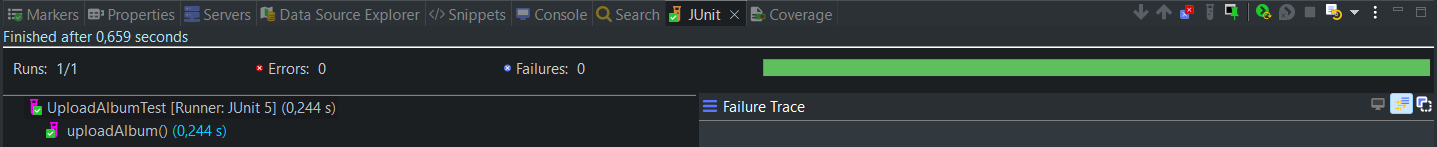 Markers Properties Servers Data Source Explorer Snippets Console Search JUnit Coverage
Finished after 0,659 seconds
Runs: 1/1 Errors: 0 Failures: 0
UploadAlbumTest [Runner: JUnit 5] (0,244 s)
Failure Trace
uploadAlbum() (0,244 s)